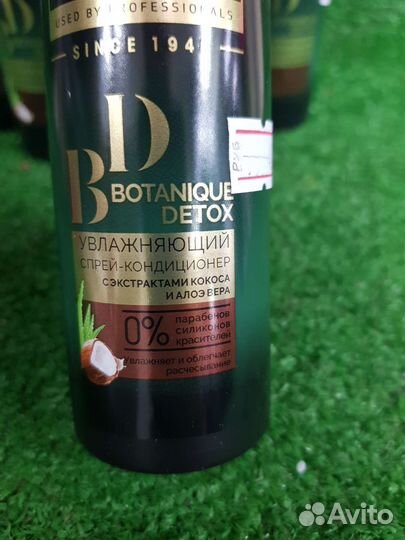 USED BY PROFESSIONALS
SINCE 194
BD
BOTANIQUE
DETOX
УВЛАЖНЯЮЩИЙ
СПРЕЙ-КОНДИЦИОНЕР
С ЭКСТРАКТАМИ КОКОСА
И АЛОЭ ВЕРА
0% парабенов
силиконов
красителей
Увлажняет и облегчает
расчесывание
РУБ
Avito